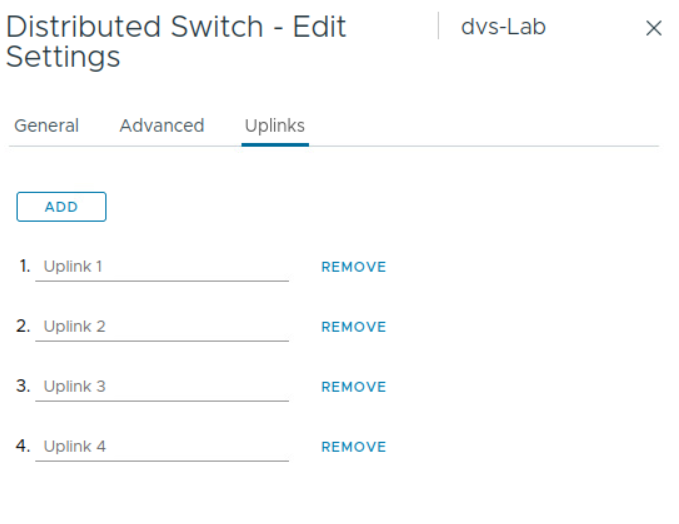 Distributed Switch - Edit Settings
dvs-Lab
General Advanced Uplinks
ADD
1. Uplink 1 REMOVE
2. Uplink 2 REMOVE
3. Uplink 3 REMOVE
4. Uplink 4 REMOVE